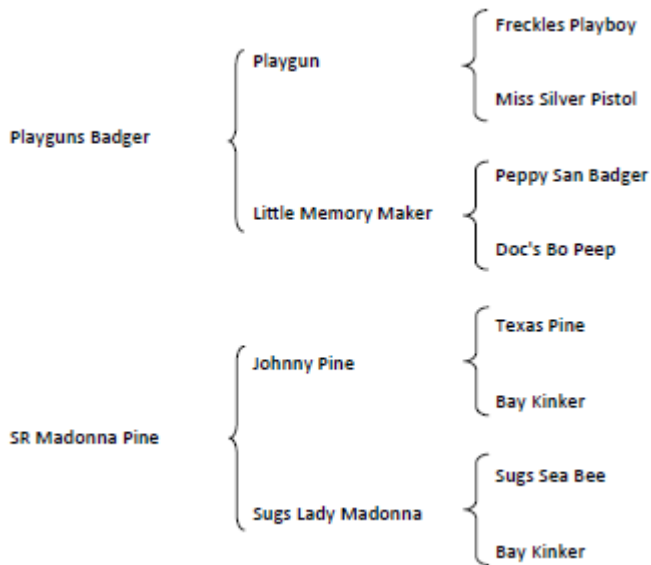 Freckles Playboy
Playgun
Miss Silver Pistol
Playguns Badger
Peppy San Badger
Little Memory Maker
Doc's Bo Peep
Texas Pine
Johnny Pine
Bay Kinker
SR Madonna Pine
Sugs Sea Bee
Sugs Lady Madonna
Bay Kinker